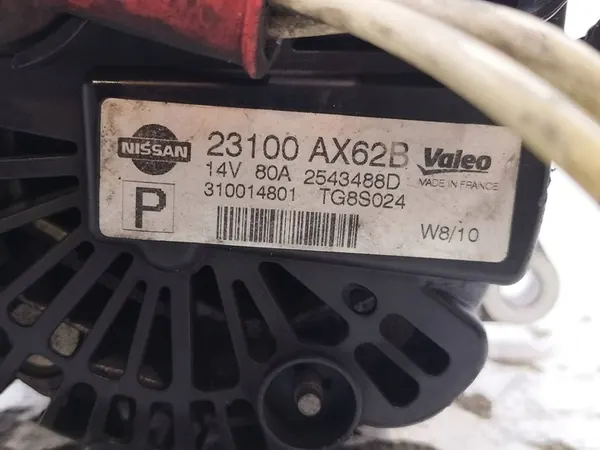 NISSAN 23100 AX62B Valeo
14V 80A 2543488D MADE IN FRANCE
P 310014801 TG8S024
W8/10